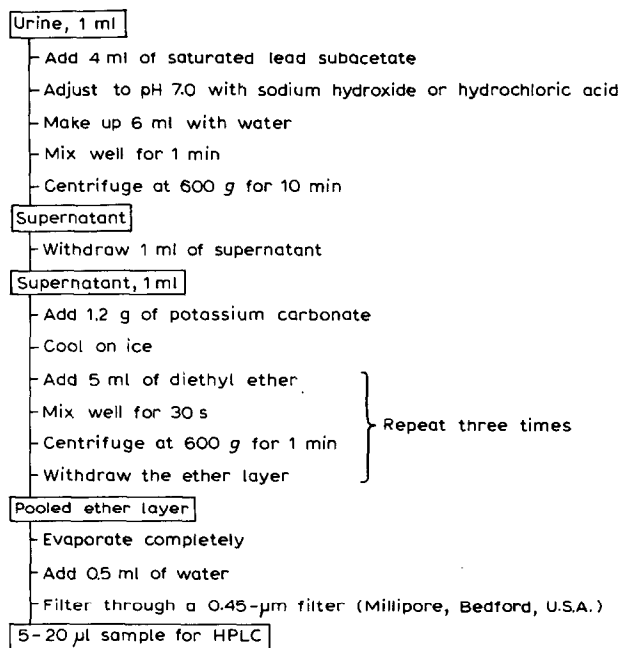 Urine, 1 ml
Add 4 ml of saturated lead subacetate
Adjust to pH 7.0 with sodium hydroxide or hydrochloric acid
Make up 6 ml with water
Mix well for 1 min
Centrifuge at 600 g for 10 min
Supernatant
Withdraw 1 ml of supernatant
Supernatant, 1 ml
Add 1.2 g of potassium carbonate
Cool on ice
Add 5 ml of diethyl ether
Mix well for 30 s
Repeat three times
Centrifuge at 600 g for 1 min
Withdraw the ether layer
Pooled ether layer
Evaporate completely
Add 0.5 ml of water
Filter through a 0.45-µm filter (Millipore, Bedford, U.S.A.)
5-20 µl sample for HPLC